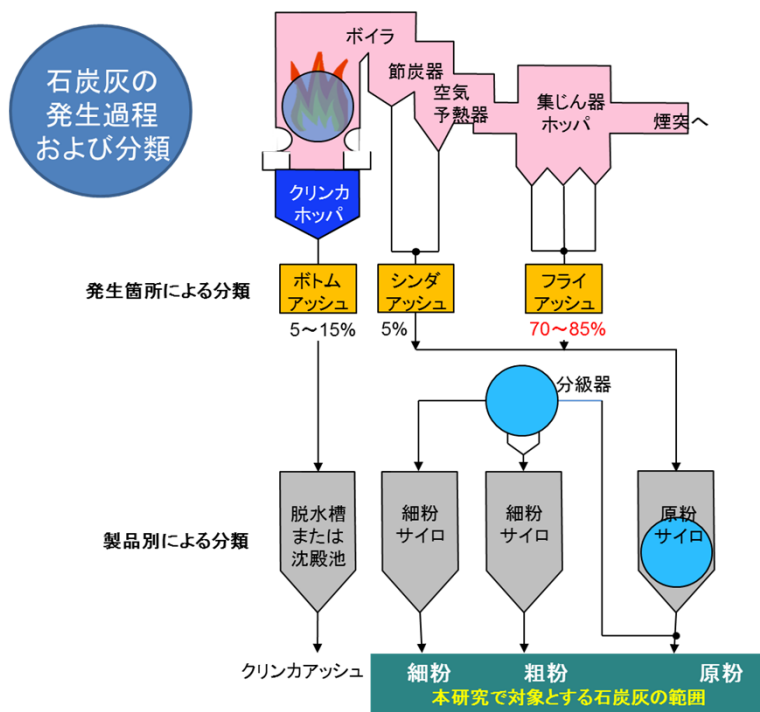 石炭灰の
発生過程
および分類
ボイラ
節炭器
空気
予熱器
集じん器
ホッパ
煙突へ
クリンカ
ホッパ
発生箇所による分類
ボトム
アッシュ
シンダ
アッシュ
フライ
アッシュ
5～15%
5%
70～85%
分級器
製品別による分類
脱水槽
または
沈殿池
細粉
サイロ
細粉
サイロ
原粉
サイロ
クリンカアッシュ
細粉
粗粉
原粉
本研究で対象とする石炭灰の範囲